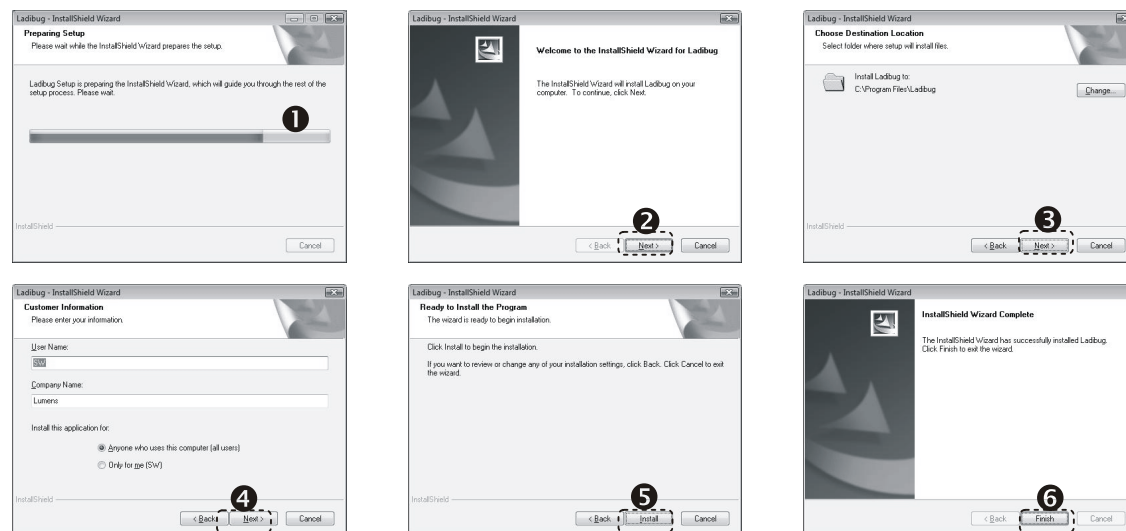 Ladibug - InstallShield Wizard
Preparing Setup
Please wait while the InstallShield Wizard prepares the setup.
Ladibug Setup is preparing the InstallShield Wizard, which will guide you through the rest of the
setup process. Please wait.
1
InstallShield
Cancel
Ladibug - InstallShield Wizard
Welcome to the InstallShield Wizard for Ladibug
The InstallShield Wizard will install Ladibug on your
computer. To continue, click Next.
2
< Back Next > Cancel
Ladibug - InstallShield Wizard
Choose Destination Location
Select folder where setup will install files.
Install Ladibug to:
C:\Program Files\Ladibug
Change...
3
InstallShield
< Back Next > Cancel
Ladibug - InstallShield Wizard
Customer Information
Please enter your information.
User Name:
SW
Company Name:
Lumens
Install this application for:
Anyone who uses this computer (all users)
Only for me (SW)
4
InstallShield
< Back Next > Cancel
Ladibug - InstallShield Wizard
Ready to Install the Program
The wizard is ready to begin installation.
Click Install to begin the installation.
If you want to review or change any of your installation settings, click Back. Click Cancel to exit
the wizard.
5
InstallShield
< Back Install Cancel
Ladibug - InstallShield Wizard
InstallShield Wizard Complete
The InstallShield Wizard has successfully installed Ladibug.
Click Finish to exit the wizard.
6
< Back Finish Cancel